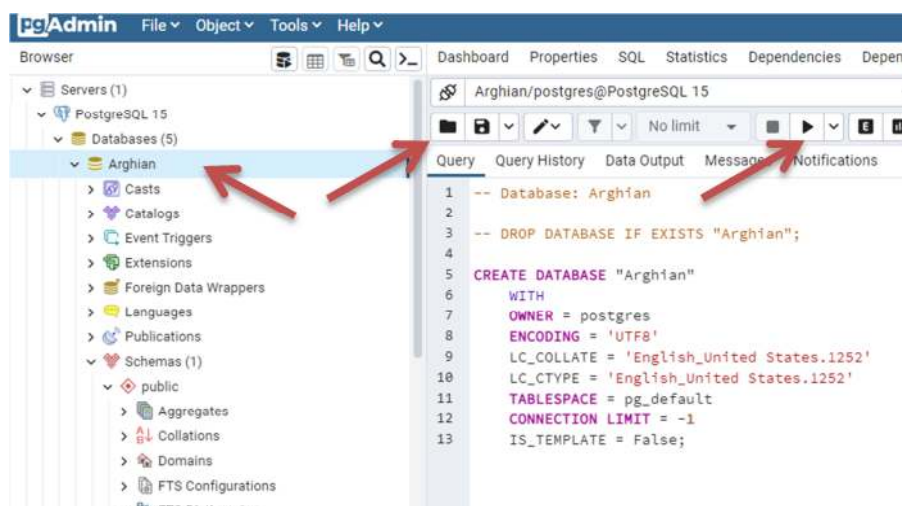 pgAdmin File Object Tools Help
Browser
Dashboard Properties SQL Statistics Dependencies Depen
Servers (1)
PostgreSQL 15
Databases (5)
Arghian
Casts
Catalogs
Event Triggers
Extensions
Foreign Data Wrappers
Languages
Publications
Schemas (1)
public
Aggregates
Collations
Domains
FTS Configurations
Arghian/postgres@PostgreSQL 15
No limit
E
Query Query History Data Output Messages Notifications
1 -- Database: Arghian
2
3 -- DROP DATABASE IF EXISTS "Arghian";
4
5 CREATE DATABASE "Arghian"
6 WITH
7 OWNER = postgres
8 ENCODING = 'UTF8'
9 LC_COLLATE = 'English_United States.1252'
10 LC_CTYPE = 'English_United States.1252'
11 TABLESPACE = pg_default
12 CONNECTION LIMIT = -1
13 IS_TEMPLATE = False;